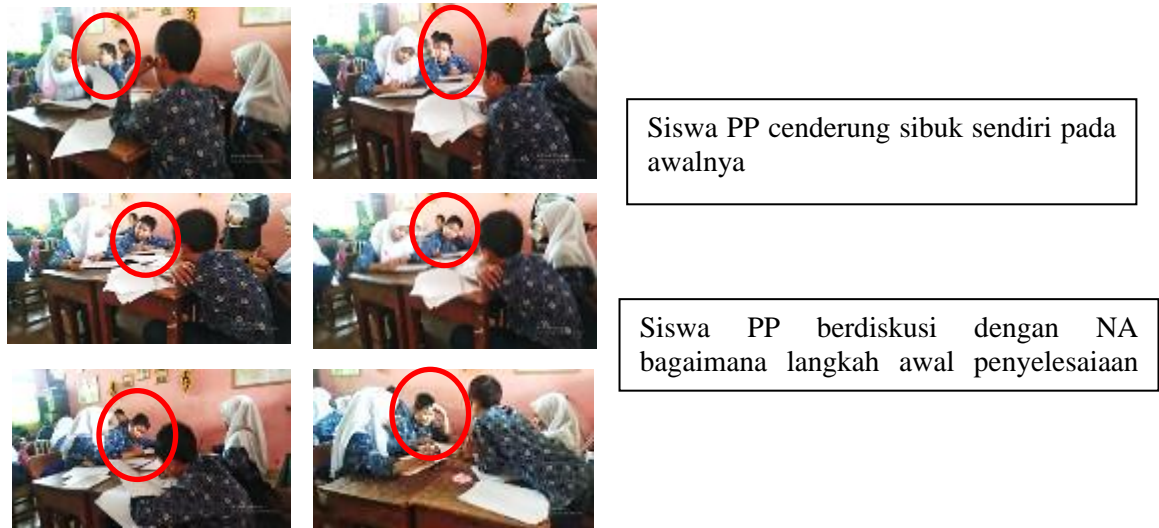 Siswa PP cenderung sibuk sendiri pada
awalnya
Siswa PP berdiskusi dengan NA
bagaimana langkah awal penyelesaiaan